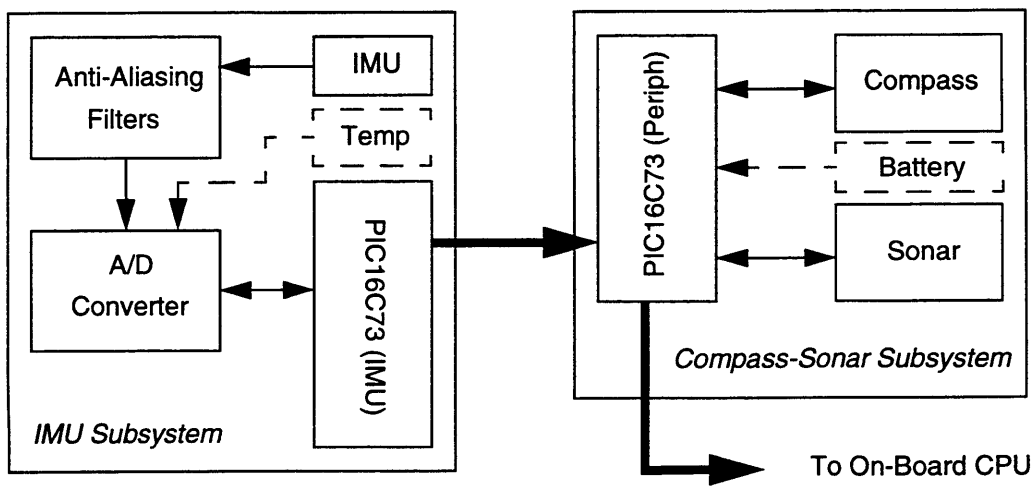 Anti-Aliasing
Filters
IMU
Temp
A/D
Converter
PIC16C73 (IMU)
IMU Subsystem
PIC16C73 (Periph)
Compass
Battery
Sonar
Compass-Sonar Subsystem
To On-Board CPU